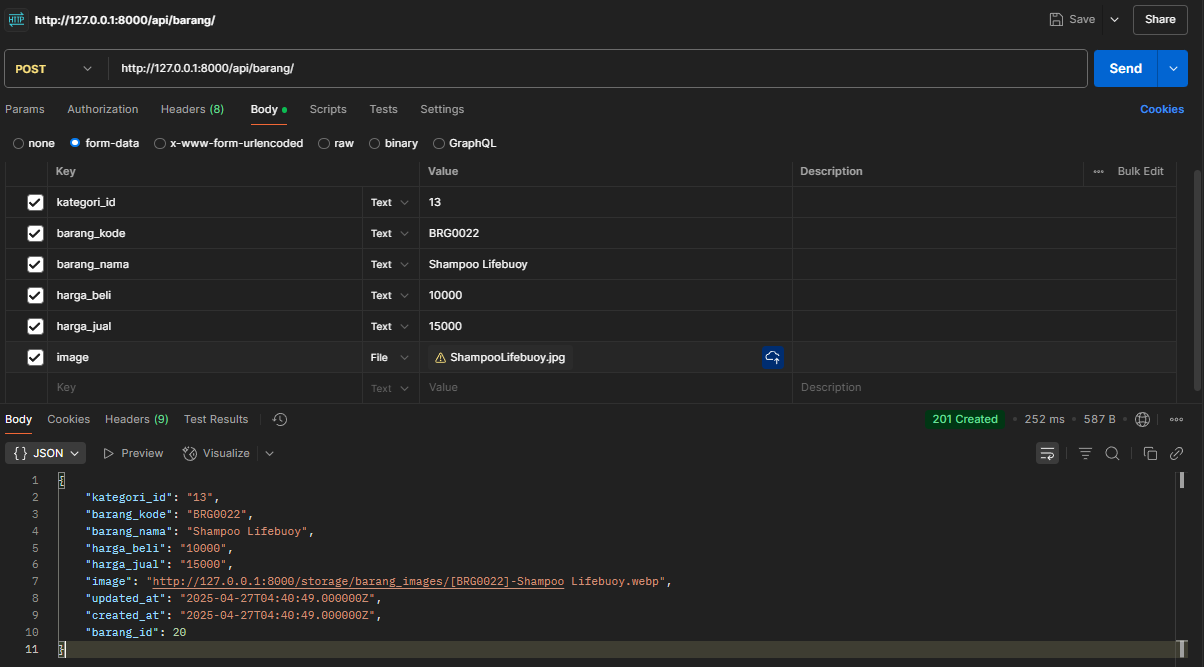 HTTP http://127.0.0.1:8000/api/barang/ Save Share
POST http://127.0.0.1:8000/api/barang/ Send
Params Authorization Headers (8) Body Scripts Tests Settings Cookies
none form-data x-www-form-urlencoded raw binary GraphQL
Key Value Description Bulk Edit
kategori_id Text 13
barang_kode Text BRG0022
barang_nama Text Shampoo Lifebuoy
harga_beli Text 10000
harga_jual Text 15000
image File ShampooLifebuoy.jpg
Key Text Value Description
Body Cookies Headers (9) Test Results 201 Created 252 ms 587 B
{} JSON Preview Visualize
1 {
2 "kategori_id": "13",
3 "barang_kode": "BRG0022",
4 "barang_nama": "Shampoo Lifebuoy",
5 "harga_beli": "10000",
6 "harga_jual": "15000",
7 "image": "http://127.0.0.1:8000/storage/barang_images/[BRG0022]-Shampoo Lifebuoy.webp",
8 "updated_at": "2025-04-27T04:40:49.000000Z",
9 "created_at": "2025-04-27T04:40:49.000000Z",
10 "barang_id": 20
11 }